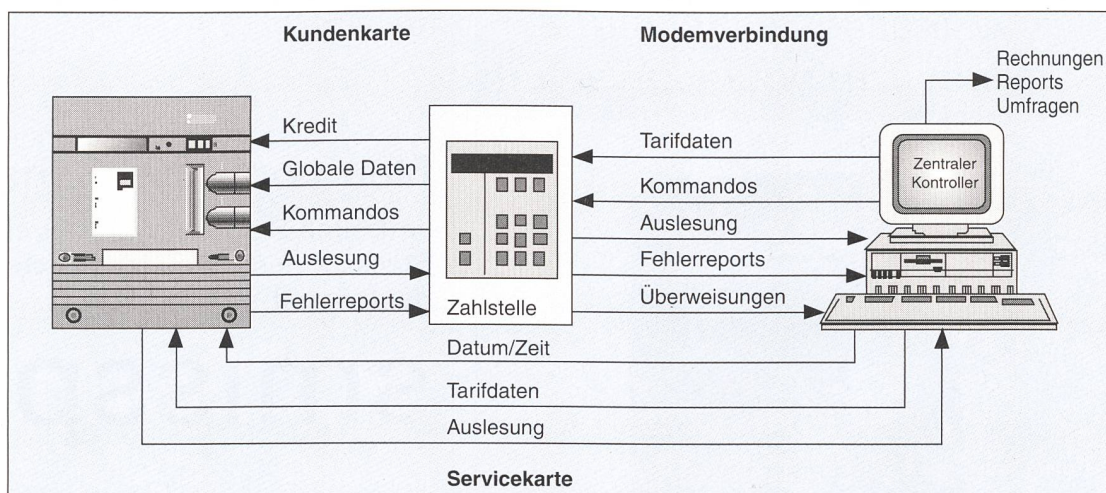 Kundenkarte
Modemverbindung
Rechnungen
Reports
Umfragen
Kredit
Globale Daten
Kommandos
Auslesung
Fehlerreports
Zahlstelle
Tarifdaten
Kommandos
Auslesung
Fehlerreports
Überweisungen
Zentraler
Kontroller
Datum/Zeit
Tarifdaten
Auslesung
Servicekarte